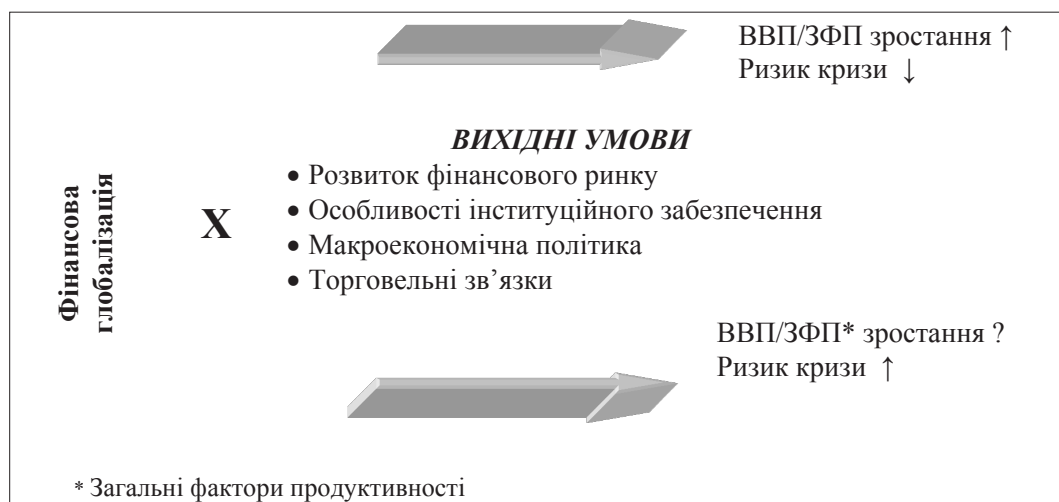 ВВП/ЗФП зростання ↑
Ризик кризи ↓
ВИХІДНІ УМОВИ
• Розвиток фінансового ринку
• Особливості інституційного забезпечення
• Макроекономічна політика
• Торговельні зв’язки
Фінансова
глобалізація
X
ВВП/ЗФП* зростання ?
Ризик кризи ↑
* Загальні фактори продуктивності